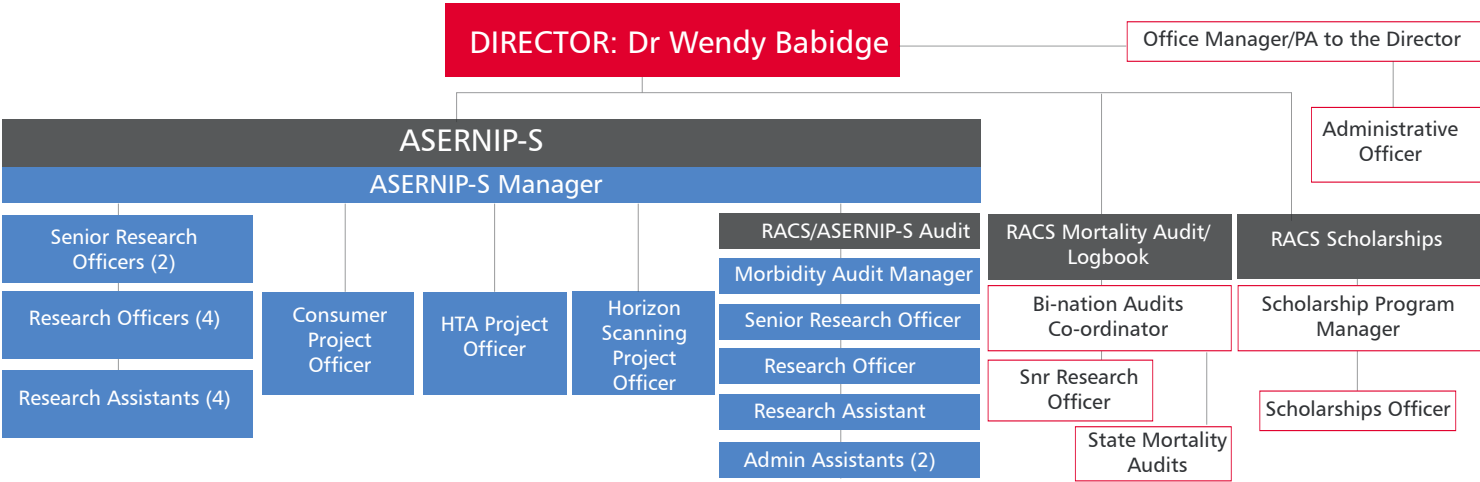 DIRECTOR: Dr Wendy Babidge
Office Manager/PA to the Director
Administrative
Officer
ASERNIP-S
ASERNIP-S Manager
Senior Research
Officers (2)
Research Officers (4)
Research Assistants (4)
Consumer
Project
Officer
HTA Project
Officer
Horizon
Scanning
Project
Officer
RACS/ASERNIP-S Audit
Morbidity Audit Manager
Senior Research Officer
Research Officer
Research Assistant
Admin Assistants (2)
RACS Mortality Audit/
Logbook
Bi-nation Audits
Co-ordinator
Snr Research
Officer
State Mortality
Audits
RACS Scholarships
Scholarship Program
Manager
Scholarships Officer